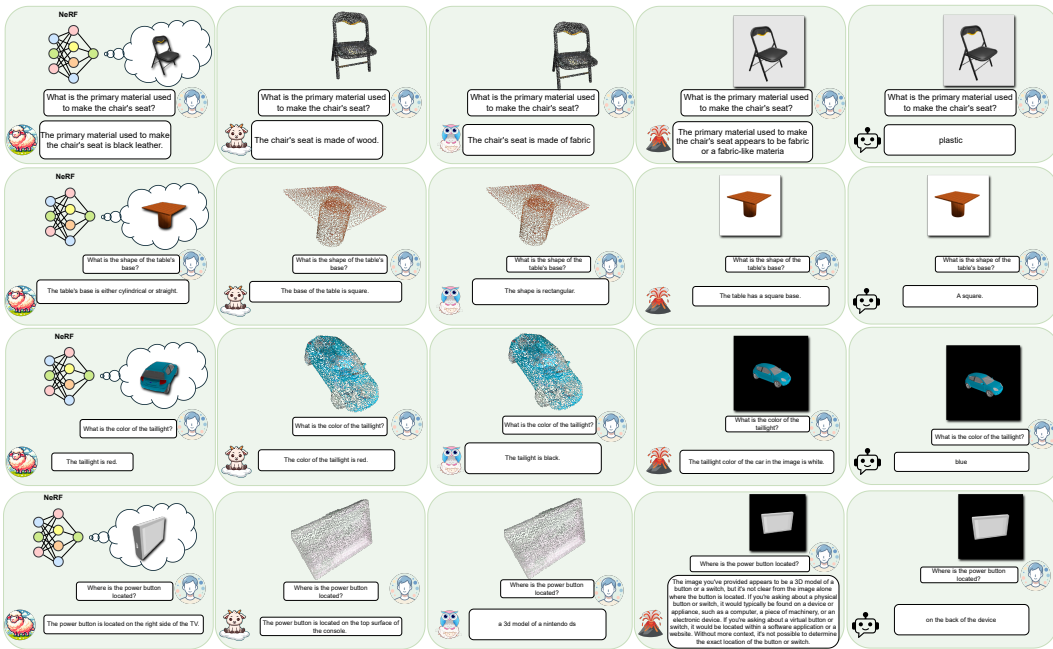 NeRF
What is the primary material used
to make the chair's seat?
The primary material used to make
the chair's seat is black leather.
What is the primary material used
to make the chair's seat?
The chair's seat is made of wood.
What is the primary material used
to make the chair's seat?
The chair's seat is made of fabric
What is the primary material used
to make the chair's seat?
The primary material used to make
the chair's seat appears to be fabric
or a fabric-like materia
What is the primary material used
to make the chair's seat?
plastic
NeRF
What is the shape of the table's
base?
The table's base is either cylindrical or straight.
What is the shape of the table's
base?
The base of the table is square.
What is the shape of the
table's base?
The shape is rectangular.
What is the shape of the
table's base?
The table has a square base.
What is the shape of the
table's base?
A square.
NeRF
What is the color of the taillight?
The taillight is red.
What is the color of the taillight?
The color of the taillight is red.
What is the color of the taillight?
The taillight is black.
What is the color of the
taillight?
The taillight color of the car in the image is white.
What is the color of the taillight?
blue
NeRF
Where is the power button
located?
The power button is located on the right side of the TV.
Where is the power button
located?
The power button is located on the top surface of
the console.
Where is the power button
located?
a 3d model of a nintendo ds
Where is the power button located?
The image you've provided appears to be a 3D model of a
button or a switch, but it's not clear from the image alone
where the button is located. If you're asking about a physical
button or switch, it would typically be found on a device or
appliance, such as a computer, a piece of machinery, or an
electronic device. If you're asking about a virtual button or
switch, it would be located within a software application or a
website. Without more context, it's not possible to determine
the exact location of the button or switch.
Where is the power button
located?
on the back of the device